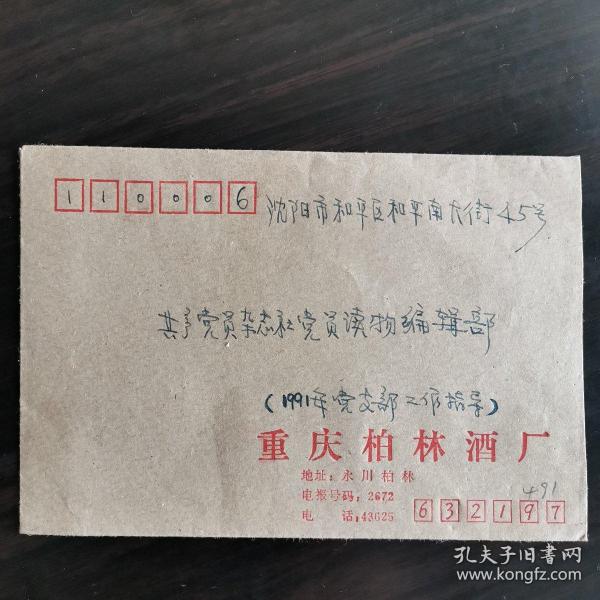 110006
沈阳市和平区和平南大街45号
共产党员杂志社党员读物编辑部
(1991年党支部工作指导)
重庆柏林酒厂
地址:永川柏林
电报号码:2672
电 话:43625
491
632197
孔夫子旧书网
www.kongfz.com